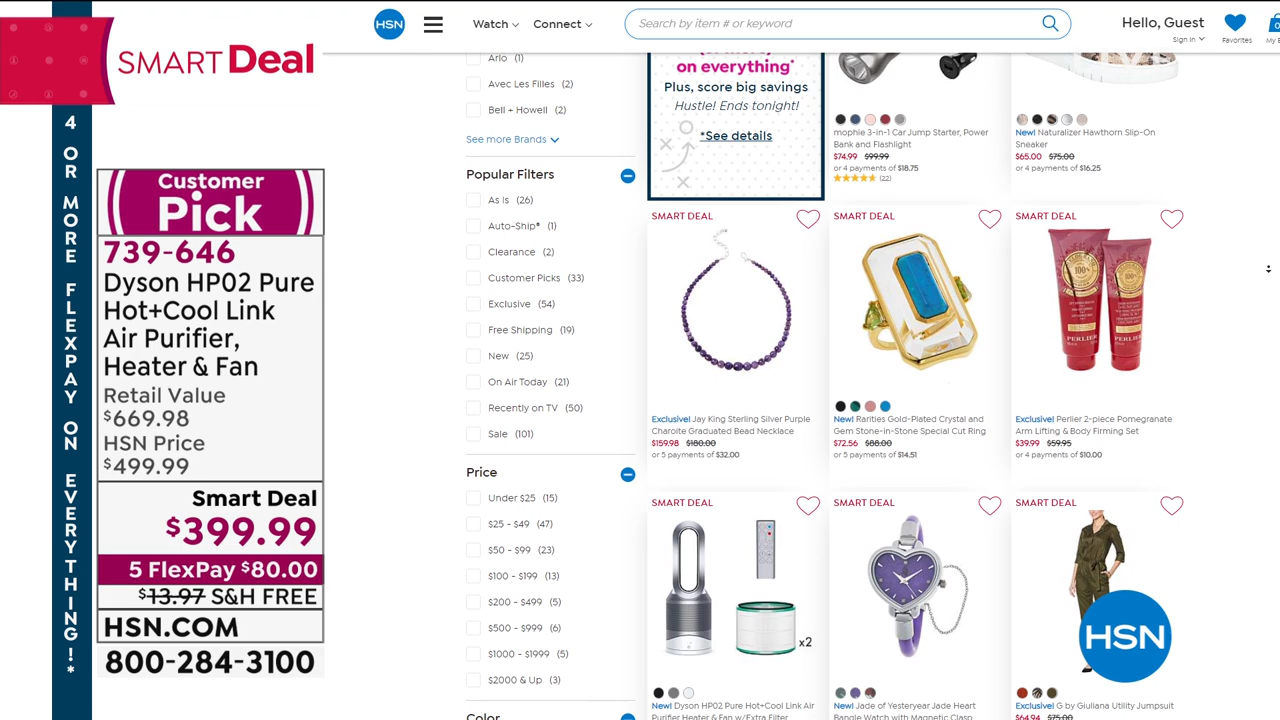 SMART Deal
4 OR MORE FLEXPAY ON EVERYTHING!*
Customer
Pick
739-646
Dyson HP02 Pure
Hot+Cool Link
Air Purifier,
Heater & Fan
Retail Value
$669.98
HSN Price
$499.99
Smart Deal
$399.99
5 FlexPay $80.00
$13.97 S&H FREE
HSN.COM
800-284-3100
HSN
Watch
Connect
Search by item # or keyword
Hello, Guest
Sign In
Favorites
My B
0
Arlo (1)
Avec Les Filles (2)
Bell + Howell (2)
See more Brands
Popular Filters
As Is (26)
Auto-Ship® (1)
Clearance (2)
Customer Picks (33)
Exclusive (54)
Free Shipping (19)
New (25)
On Air Today (21)
Recently on TV (50)
Sale (101)
Price
Under $25 (15)
$25 - $49 (47)
$50 - $99 (23)
$100 - $199 (13)
$200 - $499 (5)
$500 - $999 (6)
$1000 - $1999 (5)
$2000 & Up (3)
Color
on everything*
Plus, score big savings
Hustle! Ends tonight!
*See details
mophie 3-in-1 Car Jump Starter, Power
Bank and Flashlight
$74.99 $99.99
or 4 payments of $18.75
(22)
New! Naturalizer Hawthorn Slip-On
Sneaker
$65.00 $75.00
or 4 payments of $16.25
SMART DEAL
Exclusive! Jay King Sterling Silver Purple
Charoite Graduated Bead Necklace
$159.98 $180.00
or 5 payments of $32.00
SMART DEAL
New! Rarities Gold-Plated Crystal and
Gem Stone-in-Stone Special Cut Ring
$72.56 $88.00
or 5 payments of $14.51
SMART DEAL
100%
PERLIER
PERLIER
Exclusive! Perlier 2-piece Pomegranate
Arm Lifting & Body Firming Set
$39.99 $59.95
or 4 payments of $10.00
SMART DEAL
x2
New! Dyson HP02 Pure Hot+Cool Link Air
Purifier Heater & Fan w/Extra Filter
SMART DEAL
New! Jade of Yesteryear Jade Heart
Bangle Watch with Magnetic Clasp
SMART DEAL
Exclusive! G by Giuliana Utility Jumpsuit
$64.94 $75.00
HSN